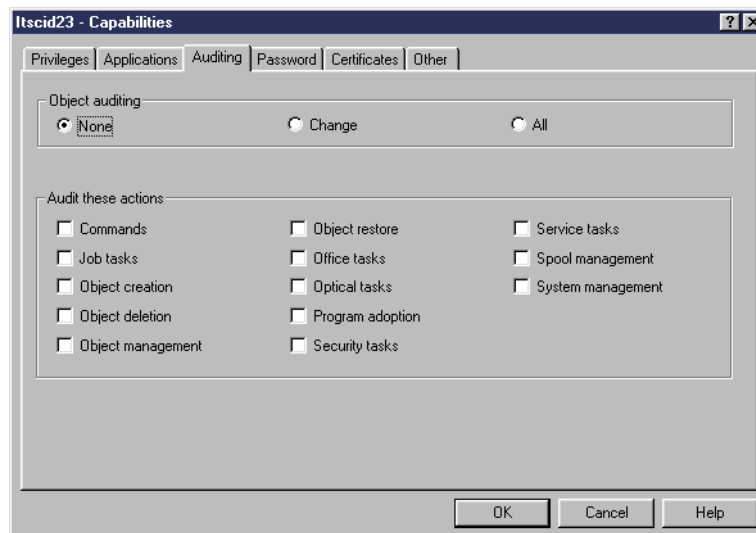 Itscid23 - Capabilities
Privileges Applications Auditing Password Certificates Other
Object auditing
None Change All
Audit these actions
Commands Object restore Service tasks
Job tasks Office tasks Spool management
Object creation Optical tasks System management
Object deletion Program adoption
Object management Security tasks
OK Cancel Help